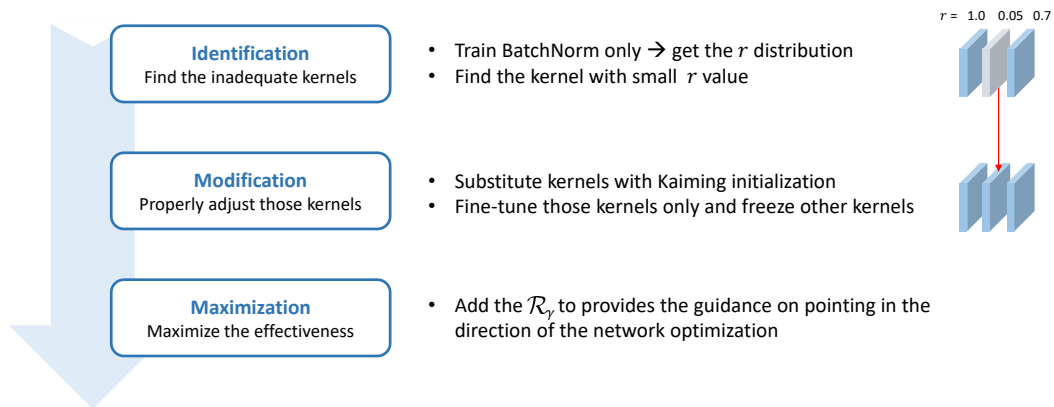 r = 1.0 0.05 0.7
Identification
Find the inadequate kernels
• Train BatchNorm only → get the r distribution
• Find the kernel with small r value
Modification
Properly adjust those kernels
• Substitute kernels with Kaiming initialization
• Fine-tune those kernels only and freeze other kernels
Maximization
Maximize the effectiveness
• Add the ℛᵧ to provides the guidance on pointing in the
direction of the network optimization